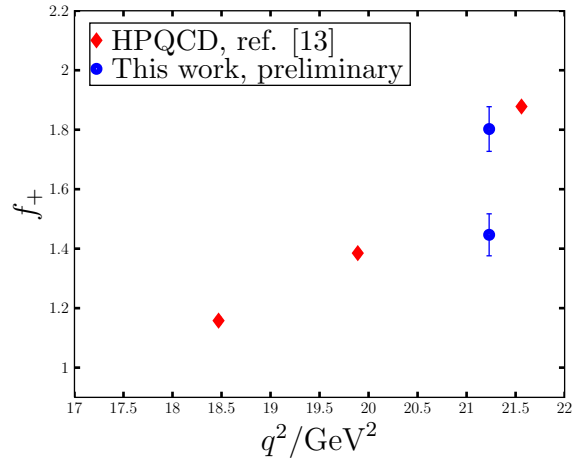 2.2
HPQCD, ref. [13]
This work, preliminary
2
1.8
1.6
1.4
1.2
1
f₊
17 17.5 18 18.5 19 19.5 20 20.5 21 21.5 22
q²/GeV²